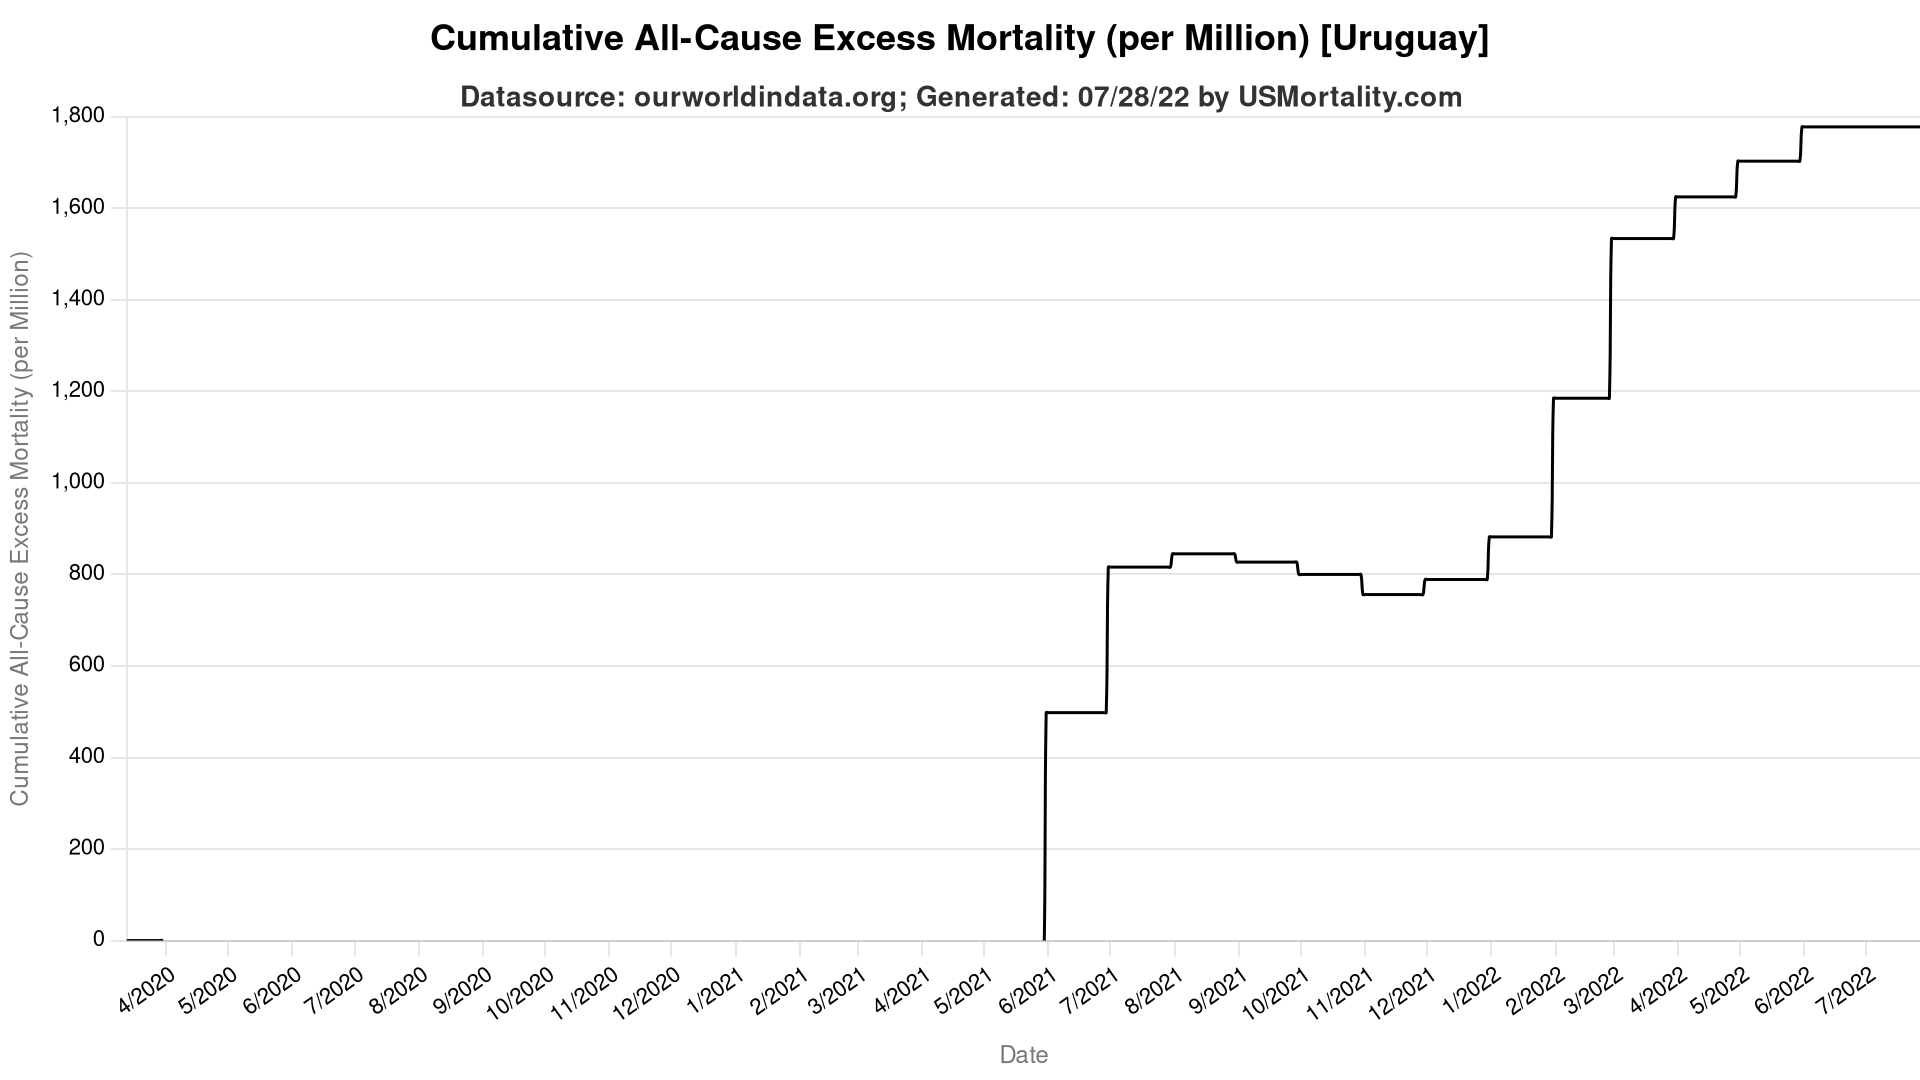 Cumulative All-Cause Excess Mortality (per Million) [Uruguay]
Datasource: ourworldindata.org; Generated: 07/28/22 by USMortality.com
Cumulative All-Cause Excess Mortality (per Million)
1,800
1,600
1,400
1,200
1,000
800
600
400
200
0
4/2020 5/2020 6/2020 7/2020 8/2020 9/2020 10/2020 11/2020 12/2020 1/2021 2/2021 3/2021 4/2021 5/2021 6/2021 7/2021 8/2021 9/2021 10/2021 11/2021 12/2021 1/2022 2/2022 3/2022 4/2022 5/2022 6/2022 7/2022
Date